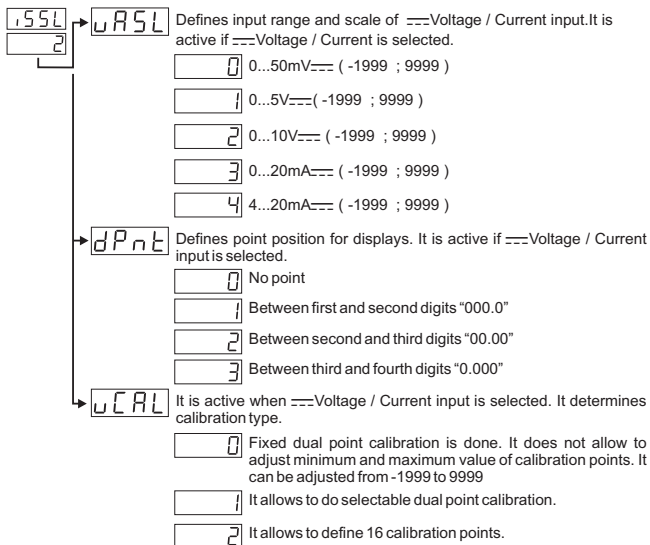 iSSL
2
uASL
Defines input range and scale of ⎓Voltage / Current input.It is
active if ⎓Voltage / Current is selected.
0 0...50mV⎓ ( -1999 ; 9999 )
1 0...5V⎓( -1999 ; 9999 )
2 0...10V⎓ ( -1999 ; 9999 )
3 0...20mA⎓ ( -1999 ; 9999 )
4 4...20mA⎓ ( -1999 ; 9999 )
dPnt
Defines point position for displays. It is active if ⎓Voltage / Current
input is selected.
0 No point
1 Between first and second digits “000.0”
2 Between second and third digits “00.00”
3 Between third and fourth digits “0.000”
uCAL
It is active when ⎓Voltage / Current input is selected. It determines
calibration type.
0 Fixed dual point calibration is done. It does not allow to
adjust minimum and maximum value of calibration points. It
can be adjusted from -1999 to 9999
1 It allows to do selectable dual point calibration.
2 It allows to define 16 calibration points.